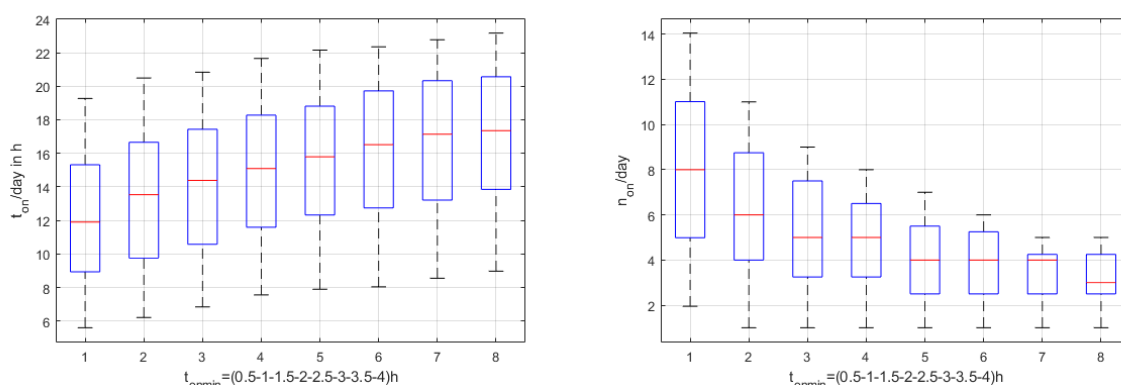 24
22
20
18
16
14
12
10
8
6
t_on/day in h
1 2 3 4 5 6 7 8
t_onmin=(0.5-1-1.5-2-2.5-3-3.5-4)h
14
12
10
8
6
4
2
n_on/day
1 2 3 4 5 6 7 8
t_onmin=(0.5-1-1.5-2-2.5-3-3.5-4)h